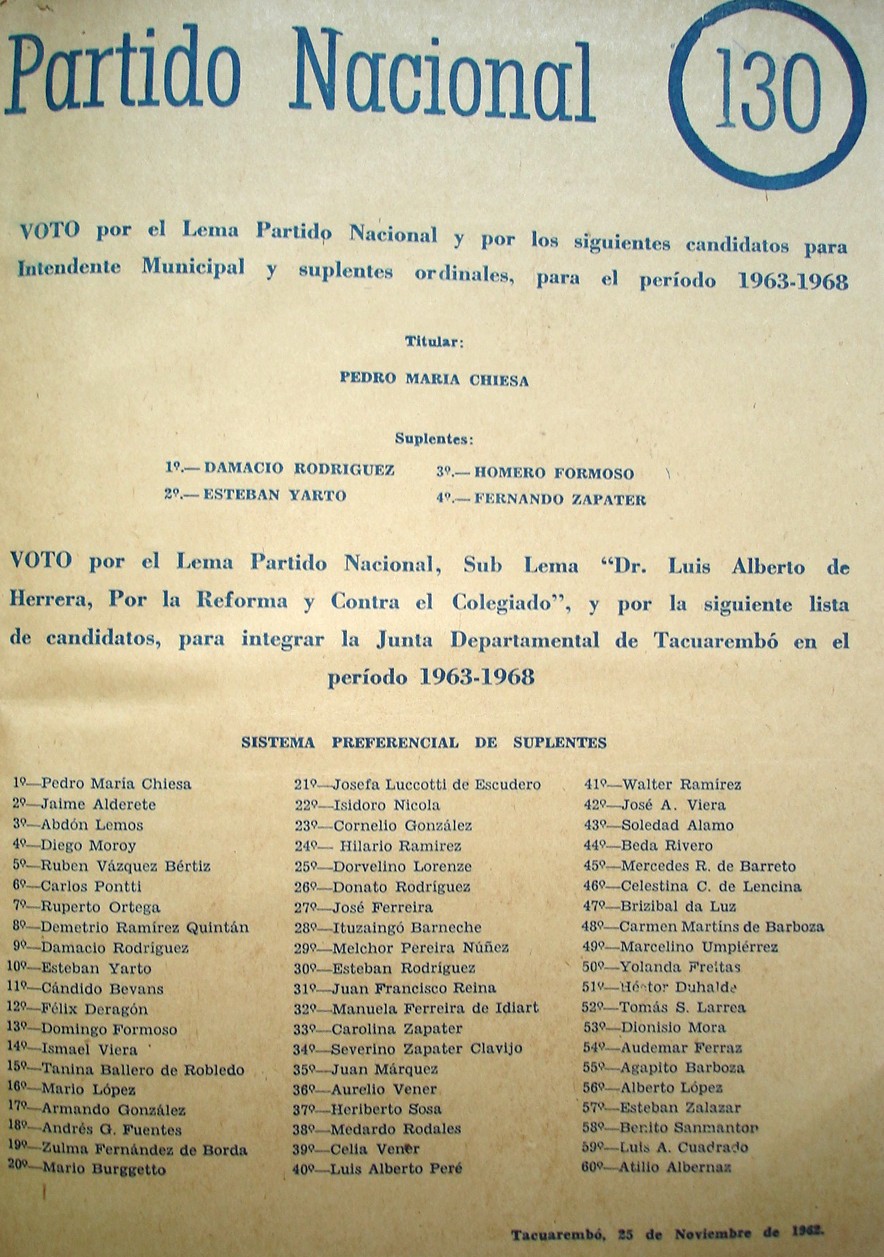 Partido Nacional 130
VOTO por el Lema Partido Nacional y por los siguientes candidatos para
Intendente Municipal y suplentes ordinales, para el período 1963-1968
Titular:
PEDRO MARIA CHIESA
Suplentes:
1º.— DAMACIO RODRIGUEZ
2º.— ESTEBAN YARTO
3º.— HOMERO FORMOSO
4º.— FERNANDO ZAPATER
VOTO por el Lema Partido Nacional, Sub Lema “Dr. Luis Alberto de
Herrera, Por la Reforma y Contra el Colegiado”, y por la siguiente lista
de candidatos, para integrar la Junta Departamental de Tacuarembó en el
período 1963-1968
SISTEMA PREFERENCIAL DE SUPLENTES
1º—Pedro María Chiesa
2º—Jaime Alderete
3º—Abdón Lemos
4º—Diego Moroy
5º—Ruben Vázquez Bértiz
6º—Carlos Pontti
7º—Ruperto Ortega
8º—Demetrio Ramírez Quintán
9º—Damacio Rodríguez
10º—Esteban Yarto
11º—Cándido Bevans
12º—Félix Deragón
13º—Domingo Formoso
14º—Ismael Viera
15º—Tanina Ballero de Robledo
16º—Mario López
17º—Armando González
18º—Andrés G. Fuentes
19º—Zulma Fernández de Borda
20º—Mario Burggetto
21º—Josefa Luccotti de Escudero
22º—Isidoro Nicola
23º—Cornelio González
24º— Hilario Ramírez
25º—Dorvelino Lorenze
26º—Donato Rodríguez
27º—José Ferreira
28º—Ituzaingó Barneche
29º—Melchor Pereira Núñez
30º—Esteban Rodríguez
31º—Juan Francisco Reina
32º—Manuela Ferreira de Idiart
33º—Carolina Zapater
34º—Severino Zapater Clavijo
35º—Juan Márquez
36º—Aurelio Vener
37º—Heriberto Sosa
38º—Medardo Rodales
39º—Celia Vener
40º—Luis Alberto Peré
41º—Walter Ramírez
42º—José A. Viera
43º—Soledad Alamo
44º—Beda Rivero
45º—Mercedes R. de Barreto
46º—Celestina C. de Lencina
47º—Brizibal da Luz
48º—Carmen Martins de Barboza
49º—Marcelino Umpiérrez
50º—Yolanda Freitas
51º—Héctor Duhalde
52º—Tomás S. Larrea
53º—Dionisio Mora
54º—Audemar Ferraz
55º—Agapito Barboza
56º—Alberto López
57º—Esteban Zalazar
58º—Benito Sanmantor
59º—Luis A. Cuadrado
60º—Atilio Albernaz
Tacuarembó, 25 de Noviembre de 1962.